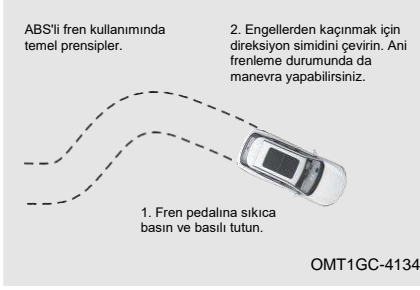 ABS'li fren kullanımında
temel prensipler.
2. Engellerden kaçınmak için
direksiyon simidini çevirin. Ani
frenleme durumunda da
manevra yapabilirsiniz.
1. Fren pedalına sıkıca
basın ve basılı tutun.
OMT1GC-4134